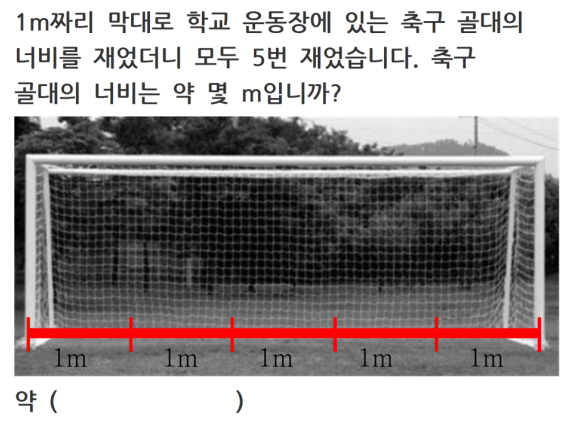 1m짜리 막대로 학교 운동장에 있는 축구 골대의
너비를 재었더니 모두 5번 재었습니다. 축구
골대의 너비는 약 몇 m입니까?
1m 1m 1m 1m 1m
약 ( )